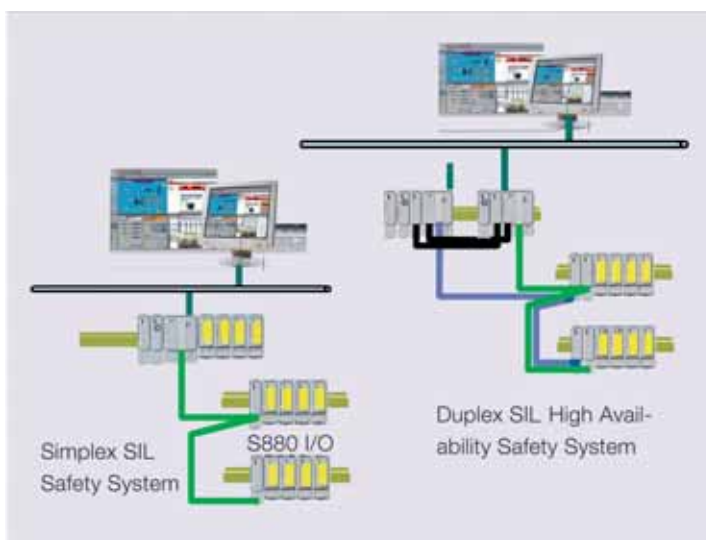 Simplex SIL
Safety System
S880 I/O
Duplex SIL High Avail-
ability Safety System